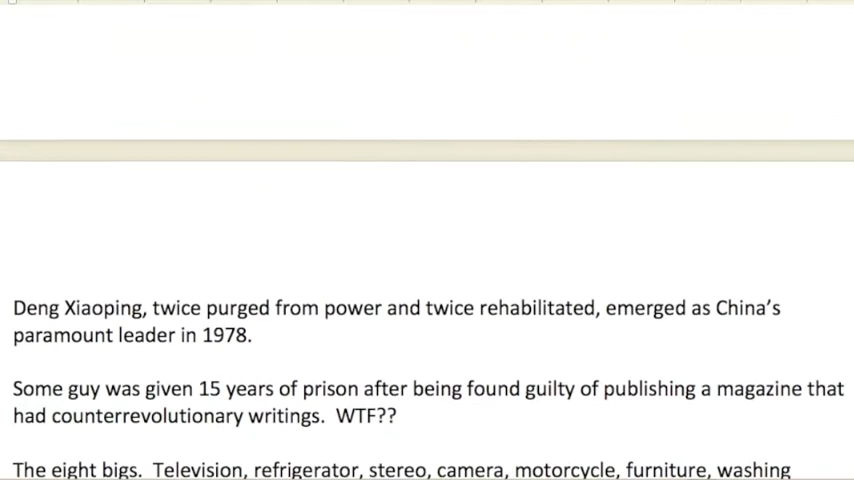 Deng Xiaoping, twice purged from power and twice rehabilitated, emerged as China's
paramount leader in 1978.
Some guy was given 15 years of prison after being found guilty of publishing a magazine that
had counterrevolutionary writings.  WTF??
The eight bigs.  Television, refrigerator, stereo, camera, motorcycle, furniture, washing